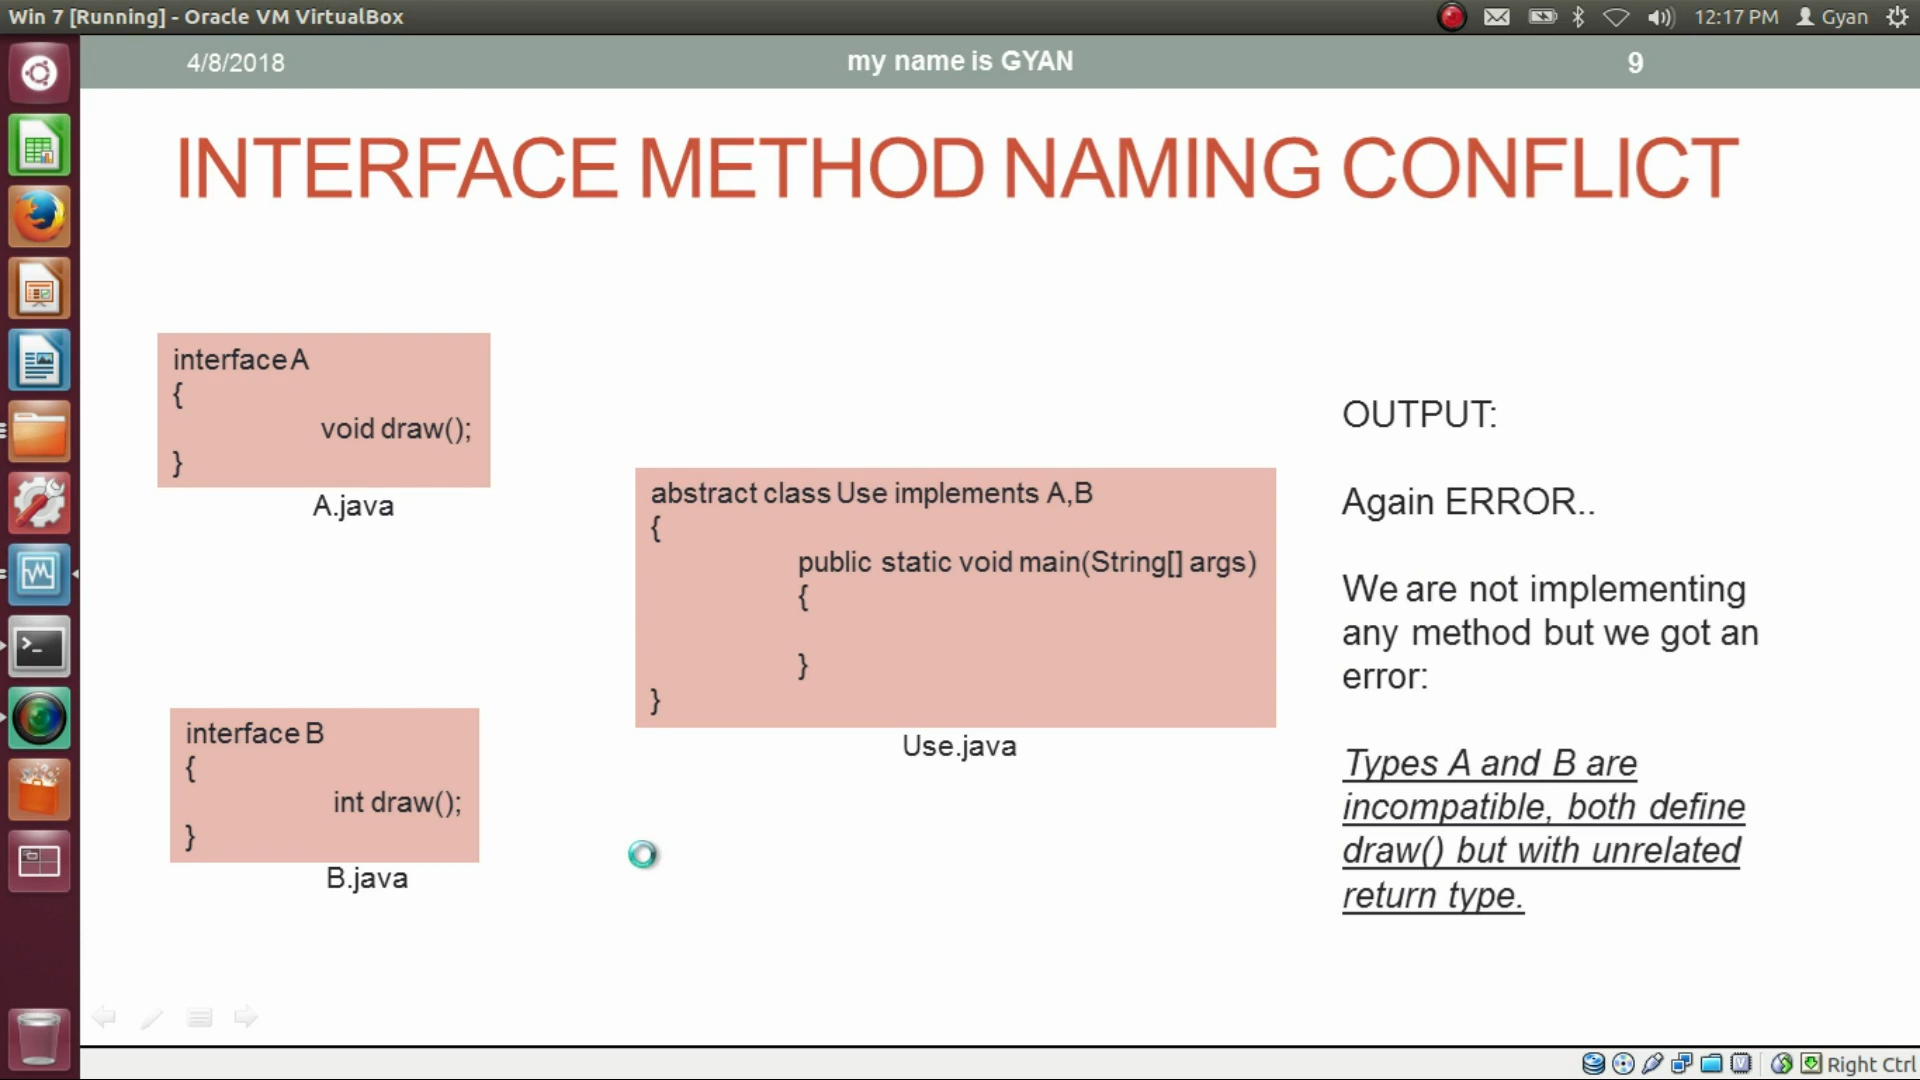 Win 7 [Running] - Oracle VM VirtualBox
12:17 PM Gyan
4/8/2018
my name is GYAN
9
INTERFACE METHOD NAMING CONFLICT
interface A
{
void draw();
}
A.java
interface B
{
int draw();
}
B.java
abstract class Use implements A,B
{
public static void main(String[] args)
{
}
}
Use.java
OUTPUT:
Again ERROR..
We are not implementing
any method but we got an
error:
Types A and B are
incompatible, both define
draw() but with unrelated
return type.
Right Ctrl